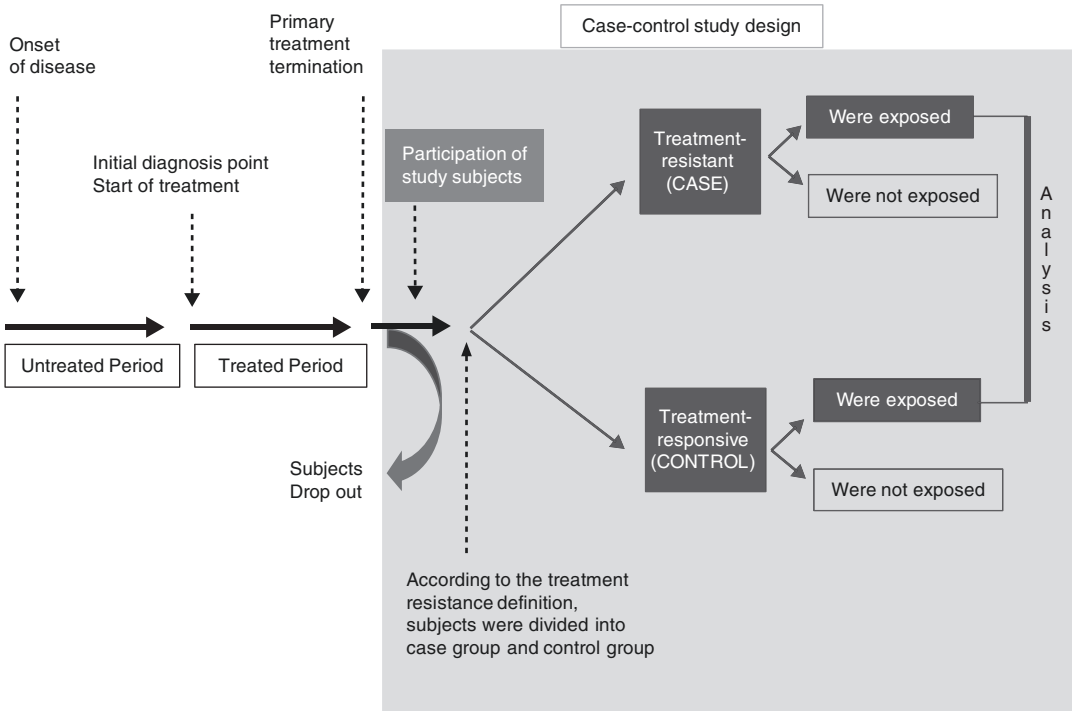 Case-control study design
Onset
of disease
Primary
treatment
termination
Initial diagnosis point
Start of treatment
Participation of
study subjects
Treatment-
resistant
(CASE)
Were exposed
Were not exposed
Analysis
Untreated Period
Treated Period
Treatment-
responsive
(CONTROL)
Were exposed
Were not exposed
Subjects
Drop out
According to the treatment
resistance definition,
subjects were divided into
case group and control group